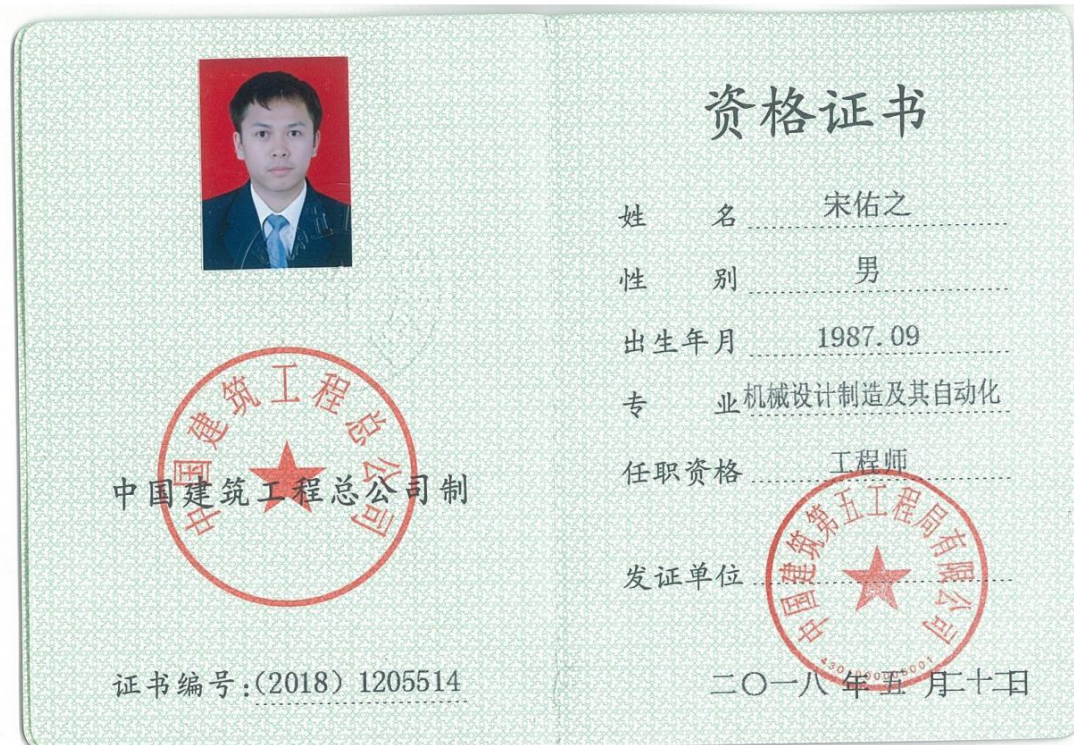 中国建筑工程总公司
中国建筑工程总公司制
证书编号:(2018) 1205514
资格证书
姓 名 宋佑之
性 别 男
出生年月 1987.09
专 业 机械设计制造及其自动化
任职资格 工程师
发证单位
中国建筑第五工程局有限公司
二〇一八 年 五 月二十二日